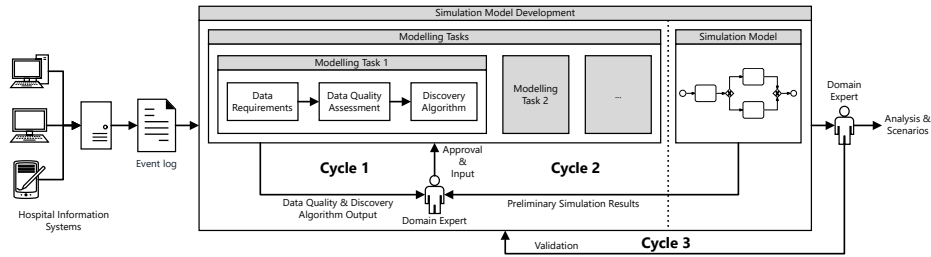 Simulation Model Development
Modelling Tasks
Simulation Model
Modelling Task 1
Data
Requirements
Data Quality
Assessment
Discovery
Algorithm
Modelling
Task 2
...
Domain
Expert
Analysis &
Scenarios
Event log
Hospital Information
Systems
Cycle 1
Approval
&
Input
Cycle 2
Data Quality & Discovery
Algorithm Output
Domain Expert
Preliminary Simulation Results
Validation
Cycle 3